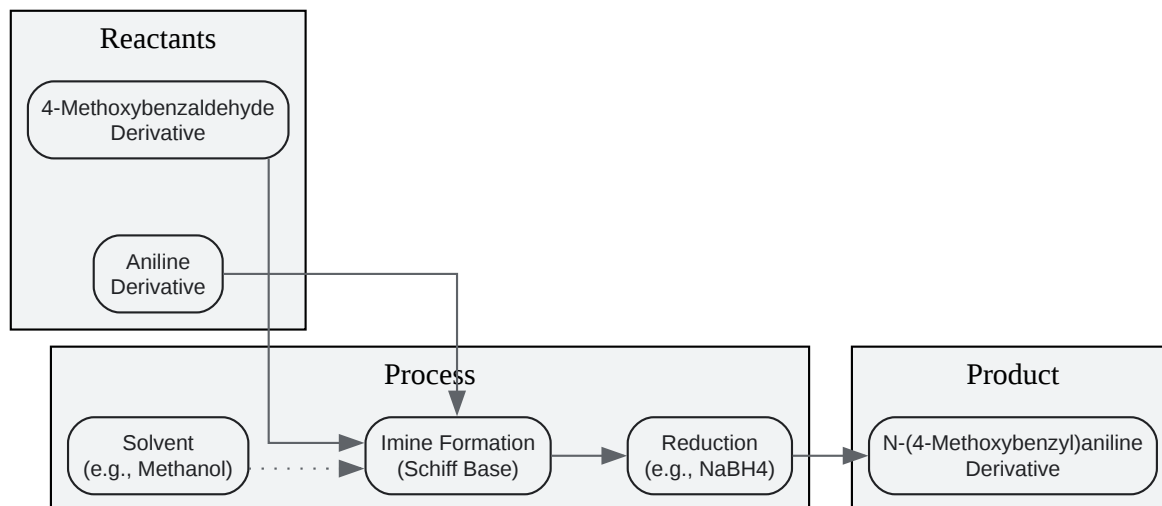 Reactants
4-Methoxybenzaldehyde
Derivative
Aniline
Derivative
Process
Solvent
(e.g., Methanol)
Imine Formation
(Schiff Base)
Reduction
(e.g., NaBH4)
Product
N-(4-Methoxybenzyl)aniline
Derivative